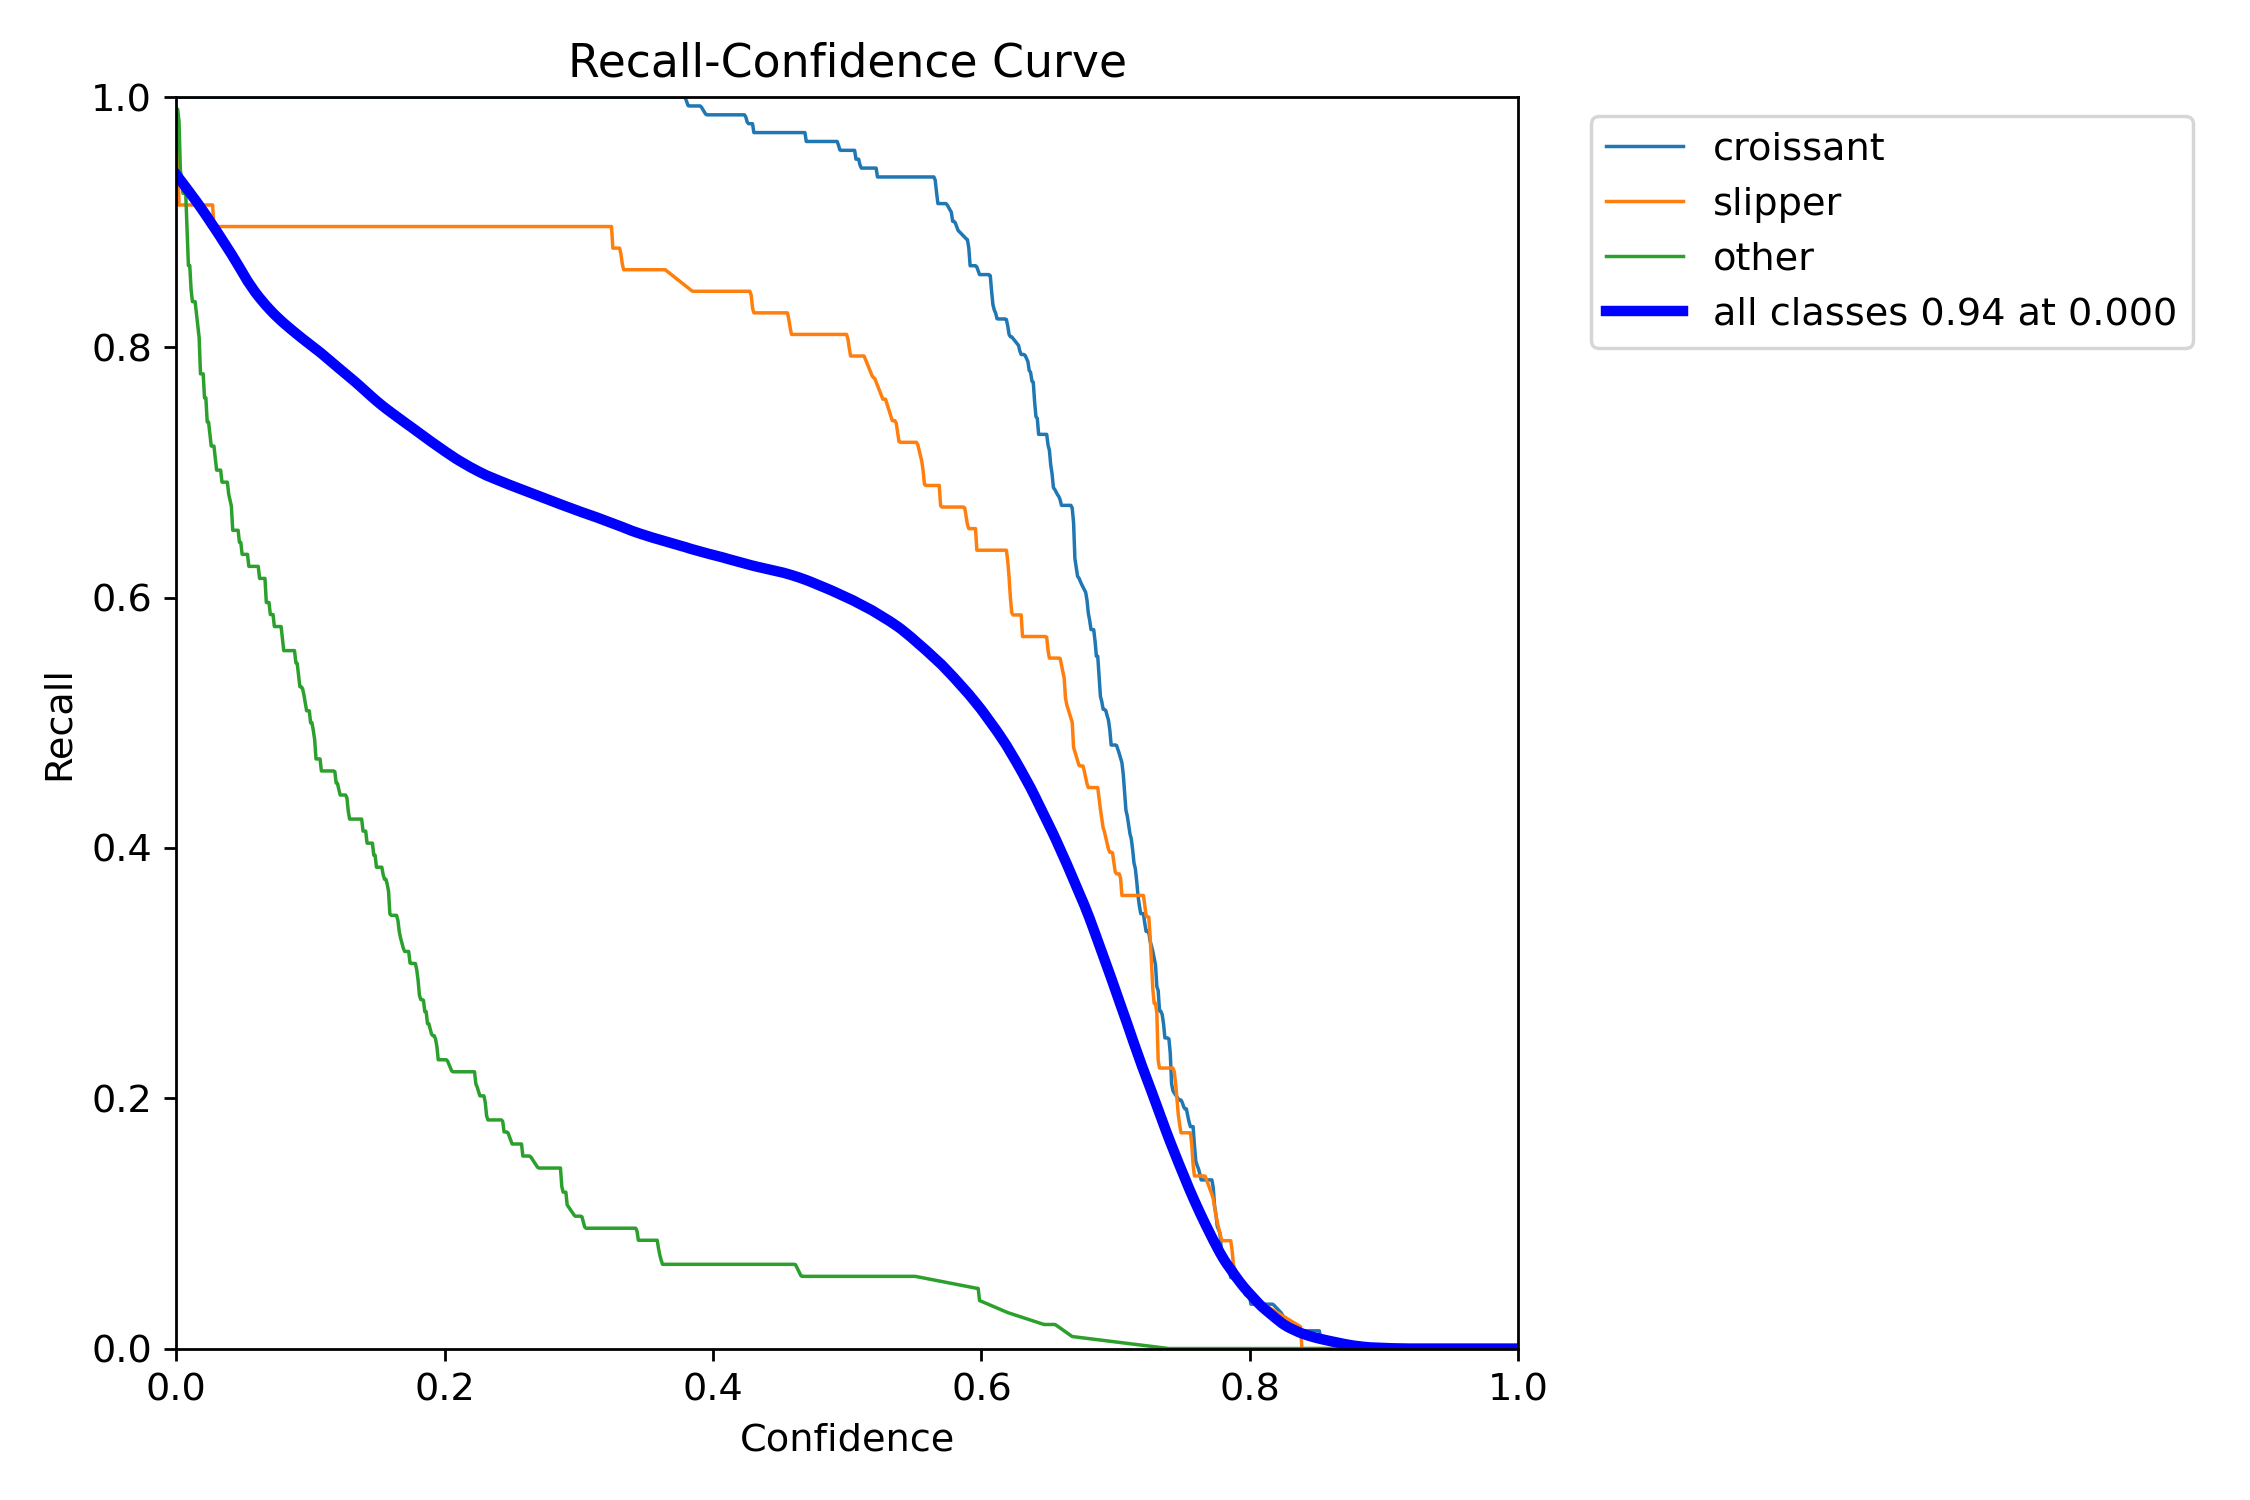 Recall-Confidence Curve
1.0
0.8
0.6
0.4
0.2
0.0
Recall
0.0 0.2 0.4 0.6 0.8 1.0
Confidence
croissant
slipper
other
all classes 0.94 at 0.000